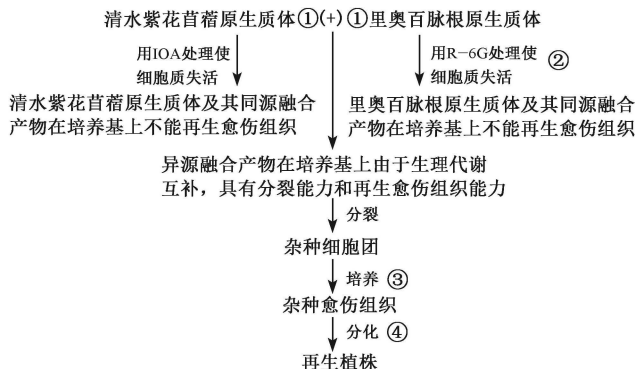 清水紫花苜蓿原生质体①(+)①里奥百脉根原生质体
用IOA处理使
细胞质失活
用R-6G处理使
细胞质失活
②
清水紫花苜蓿原生质体及其同源融合
产物在培养基上不能再生愈伤组织
里奥百脉根原生质体及其同源融合
产物在培养基上不能再生愈伤组织
异源融合产物在培养基上由于生理代谢
互补，具有分裂能力和再生愈伤组织能力
分裂
杂种细胞团
培养 ③
杂种愈伤组织
分化 ④
再生植株